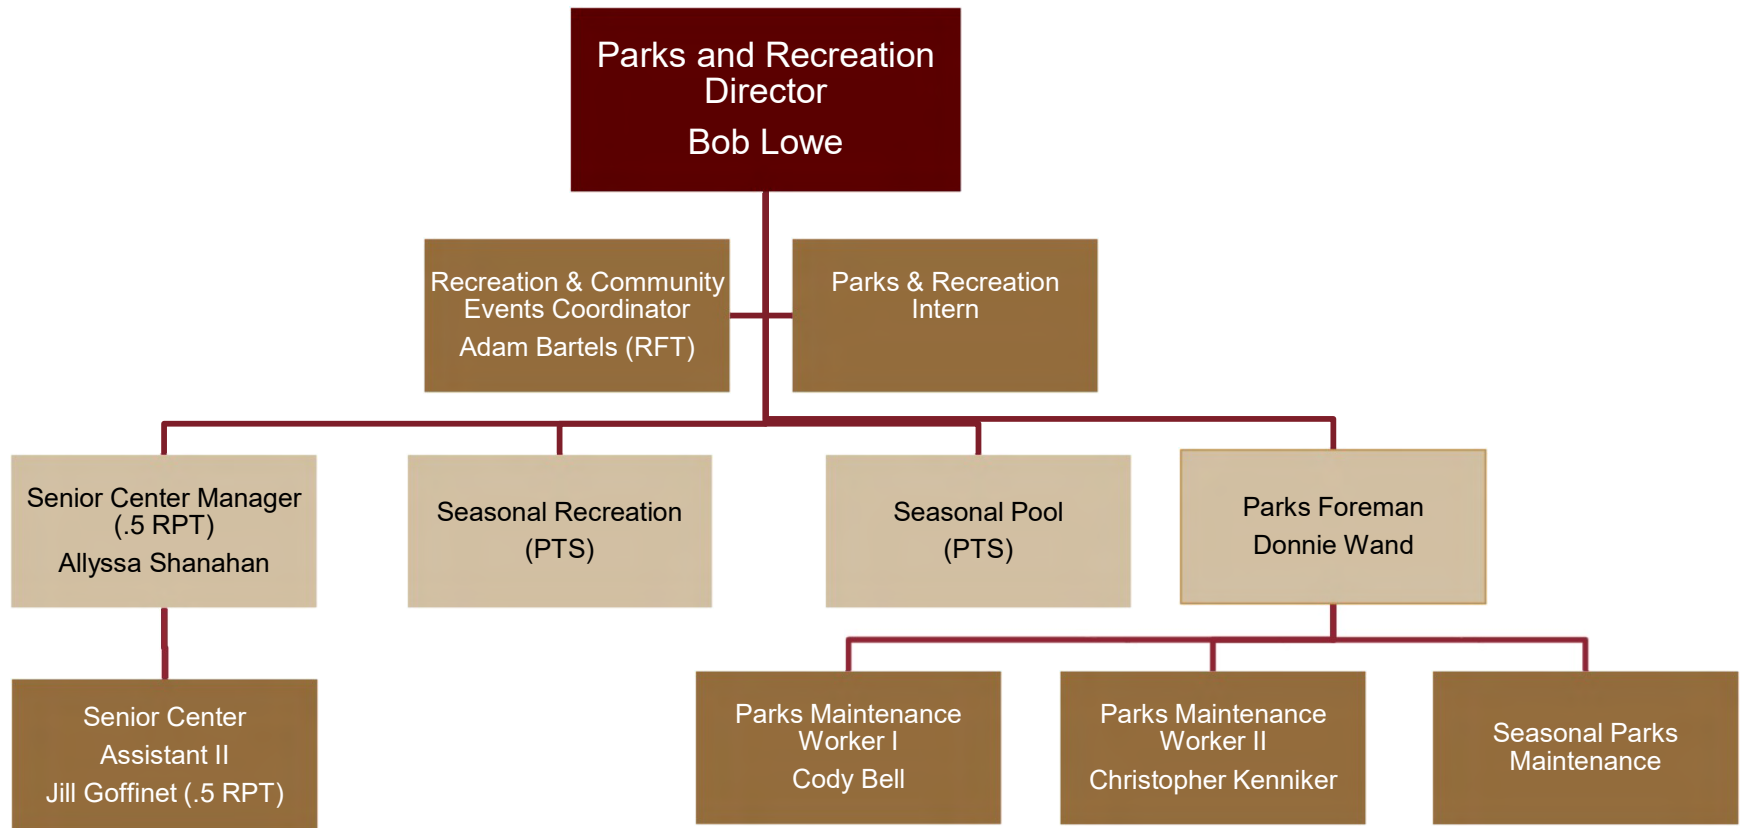 Parks and Recreation
Director
Bob Lowe
Recreation & Community
Events Coordinator
Adam Bartels (RFT)
Parks & Recreation
Intern
Senior Center Manager
(.5 RPT)
Allyssa Shanahan
Seasonal Recreation
(PTS)
Seasonal Pool
(PTS)
Parks Foreman
Donnie Wand
Senior Center
Assistant II
Jill Goffinet (.5 RPT)
Parks Maintenance
Worker I
Cody Bell
Parks Maintenance
Worker II
Christopher Kenniker
Seasonal Parks
Maintenance